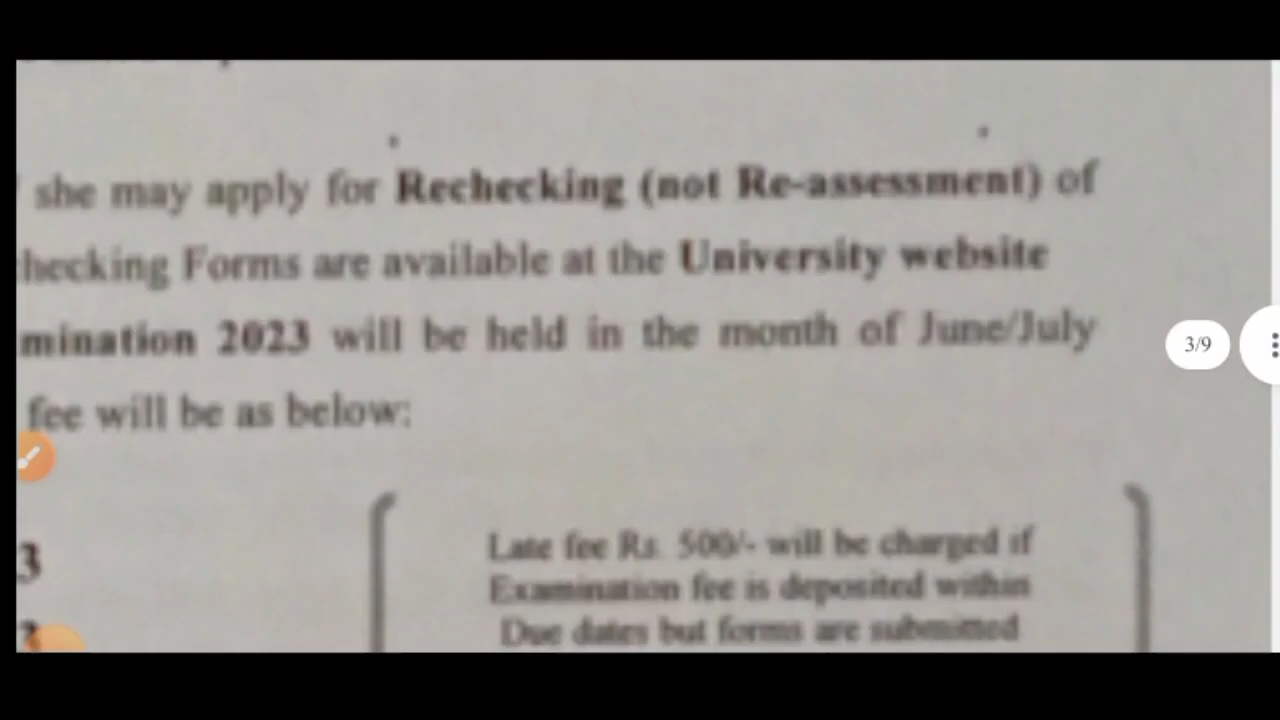 she may apply for Rechecking (not Re-assessment) of
hecking Forms are available at the University website
mination 2023 will be held in the month of June/July
fee will be as below:
3
Late fee Rs. 500/- will be charged if
Examination fee is deposited within
Due dates but forms are submitted
3/9